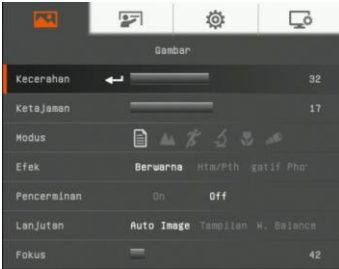 Gambar
Kecerahan 32
Ketajaman 17
Modus
Efek Berwarna Htm/Pth gatif Pho
Pencerminan On Off
Lanjutan Auto Image Tampilan W. Balance
Fokus 42